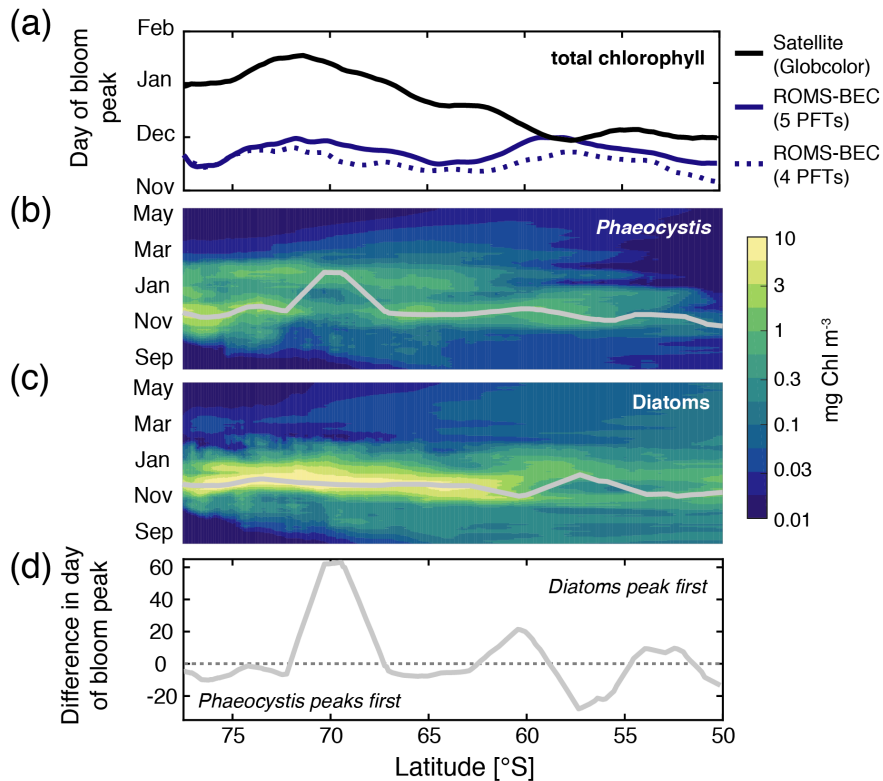 (a)
Feb
Jan
Dec
Nov
Day of bloom
peak
total chlorophyll
Satellite
(Globcolor)
ROMS-BEC
(5 PFTs)
ROMS-BEC
(4 PFTs)
(b)
May
Mar
Jan
Nov
Sep
Phaeocystis
(c)
May
Mar
Jan
Nov
Sep
Diatoms
10
3
1
0.3
0.1
0.03
0.01
mg Chl m⁻³
(d)
60
40
20
0
-20
Difference in day
of bloom peak
Diatoms peak first
Phaeocystis peaks first
75 70 65 60 55 50
Latitude [°S]